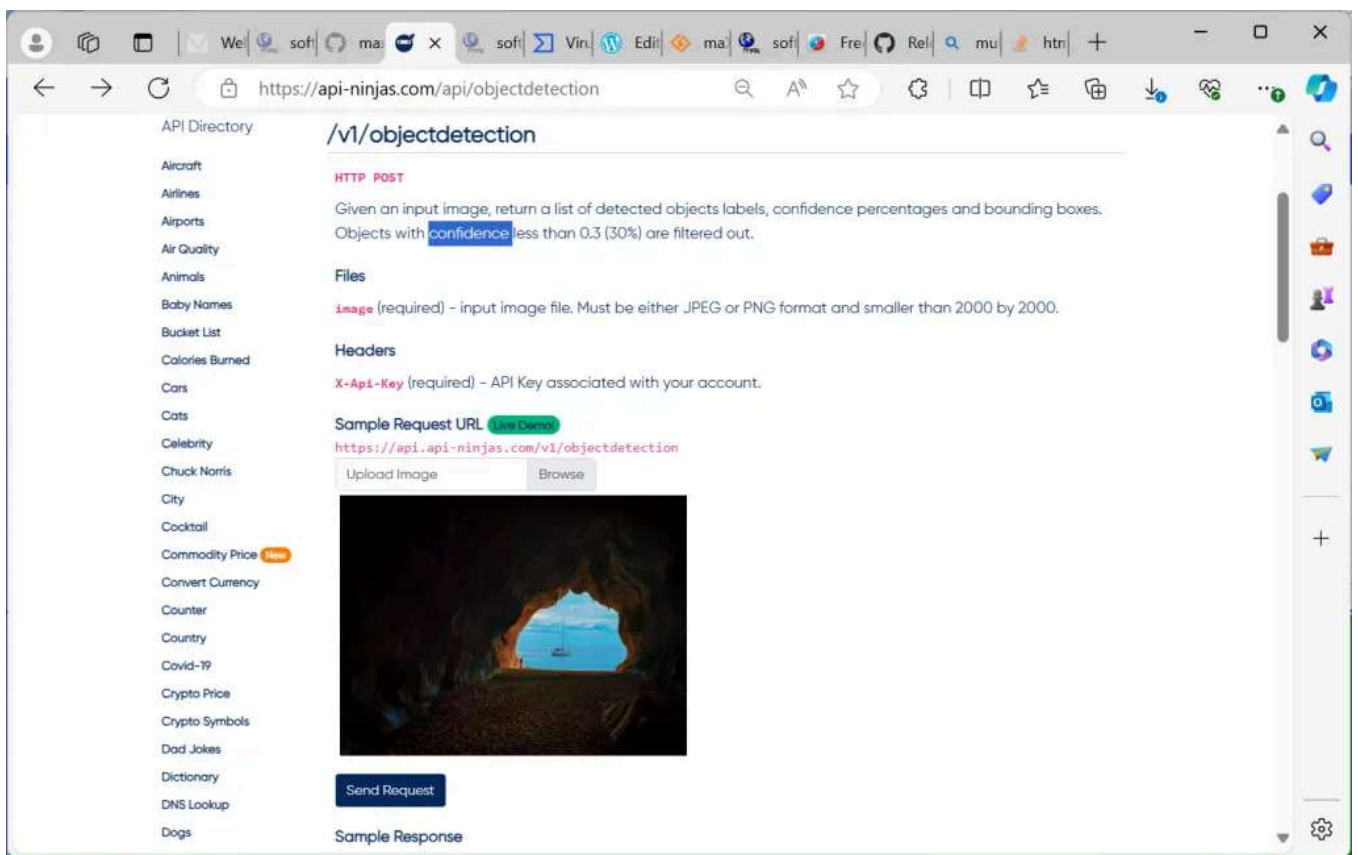 We soft ma soft Viru Edit ma soft Fre Rel mu htm
https://api-ninjas.com/api/objectdetection
API Directory
Aircraft
Airlines
Airports
Air Quality
Animals
Baby Names
Bucket List
Calories Burned
Cars
Cats
Celebrity
Chuck Norris
City
Cocktail
Commodity Price New
Convert Currency
Counter
Country
Covid-19
Crypto Price
Crypto Symbols
Dad Jokes
Dictionary
DNS Lookup
Dogs
/v1/objectdetection
HTTP POST
Given an input image, return a list of detected objects labels, confidence percentages and bounding boxes.
Objects with confidence less than 0.3 (30%) are filtered out.
Files
image (required) - input image file. Must be either JPEG or PNG format and smaller than 2000 by 2000.
Headers
X-Api-Key (required) - API Key associated with your account.
Sample Request URL Live Demo!
https://api.api-ninjas.com/v1/objectdetection
Upload Image Browse
Send Request
Sample Response